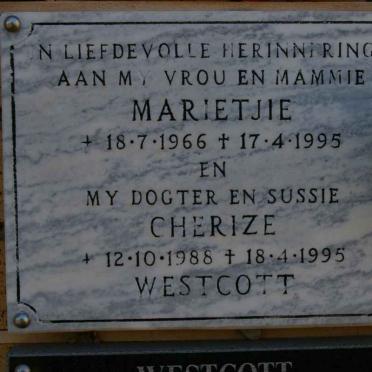 N LIEFDEVOLLE HERINNERING
AAN MY VROU EN MAMMIE
MARIETJIE
+ 18·7·1966 † 17·4·1995
EN
MY DOGTER EN SUSSIE
CHERIZE
+ 12·10·1988 † 18·4·1995
WESTCOTT
WESTCOTT